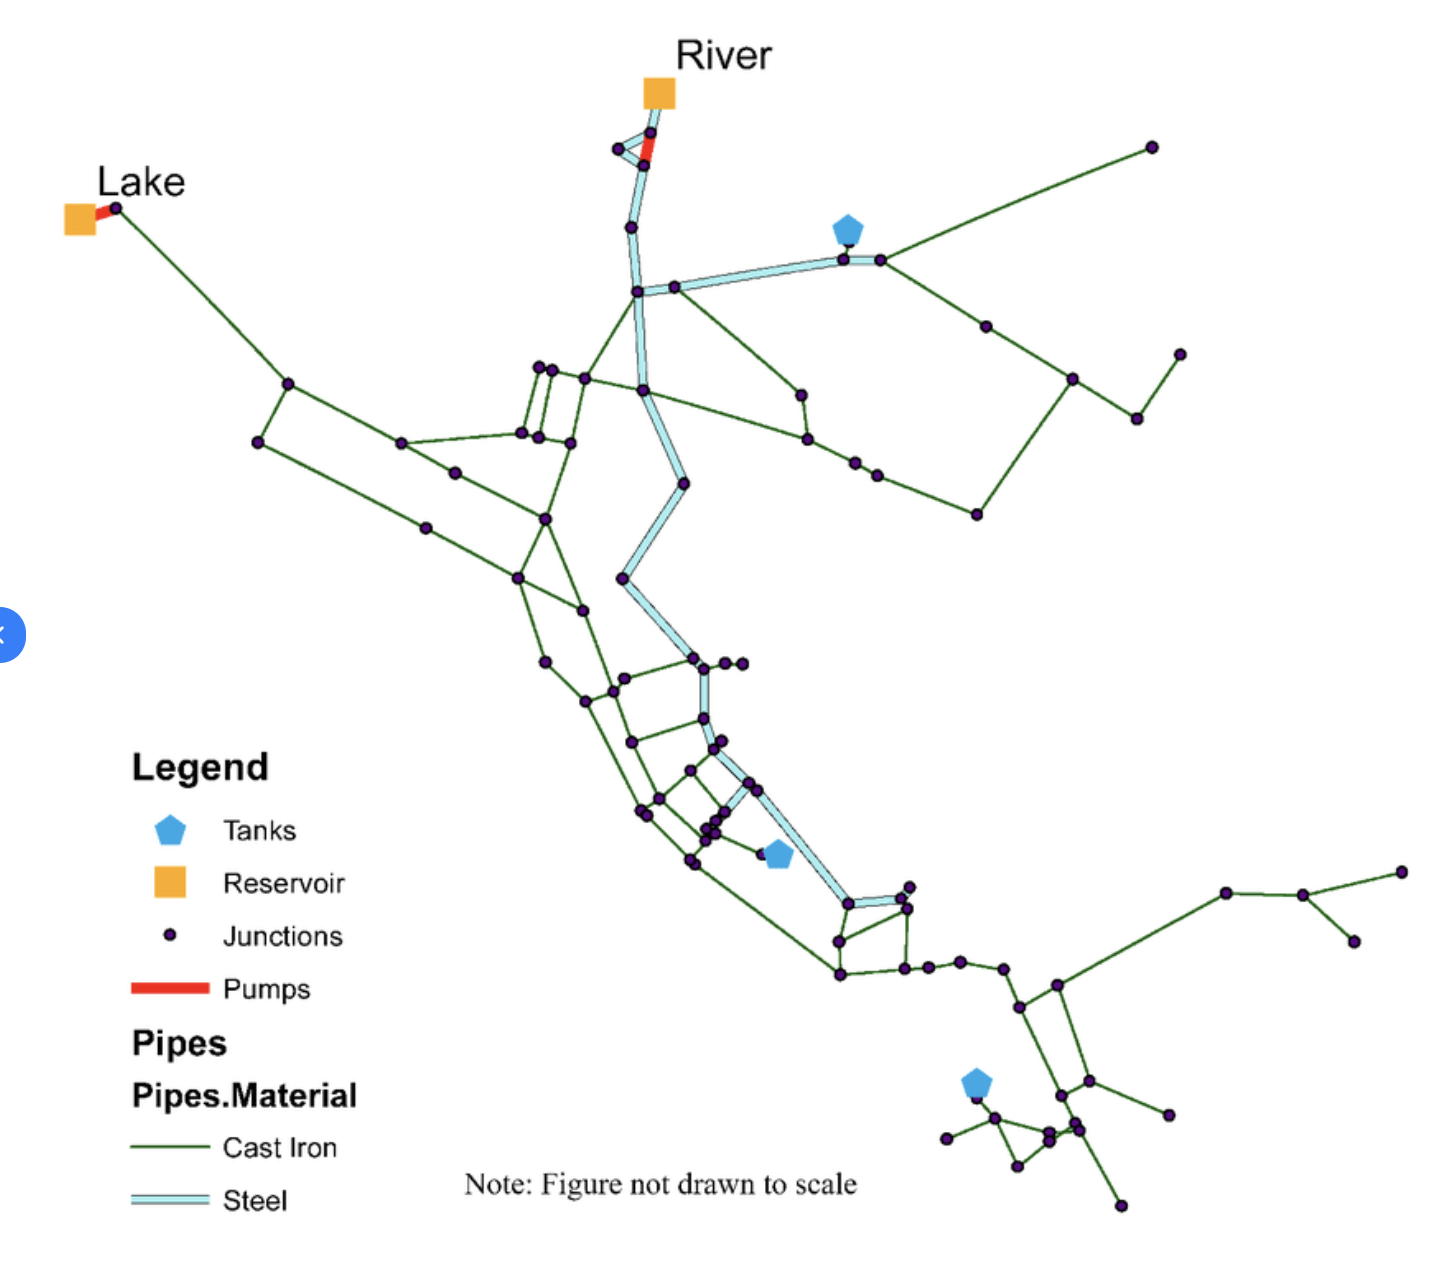 River
Lake
Legend
Tanks
Reservoir
Junctions
Pumps
Pipes
Pipes.Material
Cast Iron
Steel
Note: Figure not drawn to scale